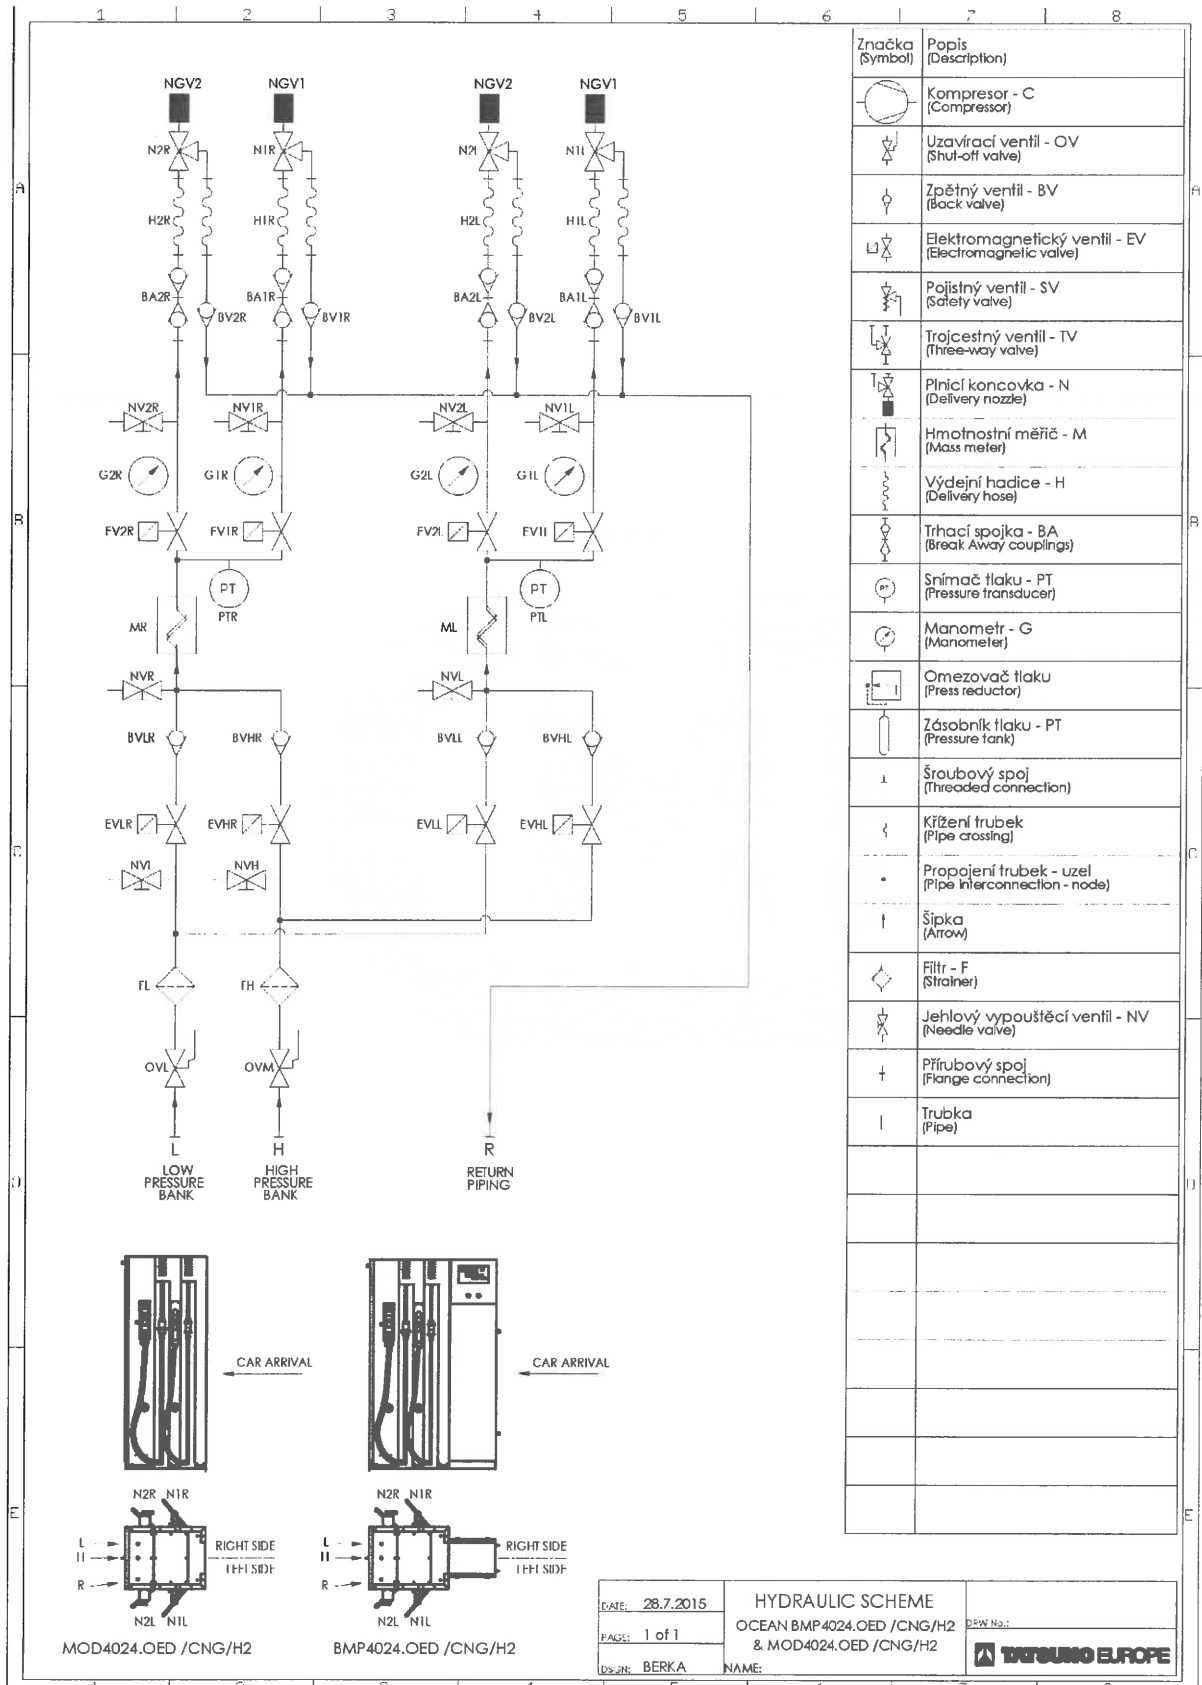 1 2 3 4 5 6 7 8
NGV2 NGV1 NGV2 NGV1
N2R N1R N2L N1L
A A
H2R H1R H2L H1L
BA2R BA1R BA2L BA1L
BV2R BV1R BV2L BV1L
NV2R NV1R NV2L NV1L
G2R G1R G2L G1L
B B
EV2R EV1R EV2L EV1L
PT PT
PTR PTL
MR ML
NVR NVL
BVLR BVHR BVLL BVHL
EVLR EVHR EVLL EVHL
C C
NVL NVH
FL FH
OVL OVM
L H R
LOW
PRESSURE
BANK
HIGH
PRESSURE
BANK
RETURN
PIPING
D D
Značka
(Symbol)
Popis
(Description)
Kompresor - C
(Compressor)
Uzavírací ventil - OV
(Shut-off valve)
Zpětný ventil - BV
(Back valve)
Elektromagnetický ventil - EV
(Electromagnetic valve)
Pojistný ventil - SV
(Safety valve)
Trojcestný ventil - TV
(Three-way valve)
Plnicí koncovka - N
(Delivery nozzle)
Hmotnostní měřič - M
(Mass meter)
Výdejní hadice - H
(Delivery hose)
Trhací spojka - BA
(Break Away couplings)
PT
Snímač tlaku - PT
(Pressure transducer)
Manometr - G
(Manometer)
Omezovač tlaku
(Press reductor)
Zásobník tlaku - PT
(Pressure tank)
Šroubový spoj
(Threaded connection)
Křížení trubek
(Pipe crossing)
Propojení trubek - uzel
(Pipe interconnection - node)
Šipka
(Arrow)
Filtr - F
(Strainer)
Jehlový vypouštěcí ventil - NV
(Needle valve)
Přírubový spoj
(Flange connection)
Trubka
(Pipe)
CAR ARRIVAL CAR ARRIVAL
E E
N2R N1R N2R N1R
L RIGHT SIDE L RIGHT SIDE
H LEFT SIDE H LEFT SIDE
R R
N2L N1L N2L N1L
MOD4024.OED /CNG/H2 BMP4024.OED /CNG/H2
DATE: 28.7.2015
PAGE: 1 of 1
DSGN: BERKA
HYDRAULIC SCHEME
OCEAN BMP4024.OED /CNG/H2
& MOD4024.OED /CNG/H2
NAME:
DRW No.:
TATSUNO EUROPE